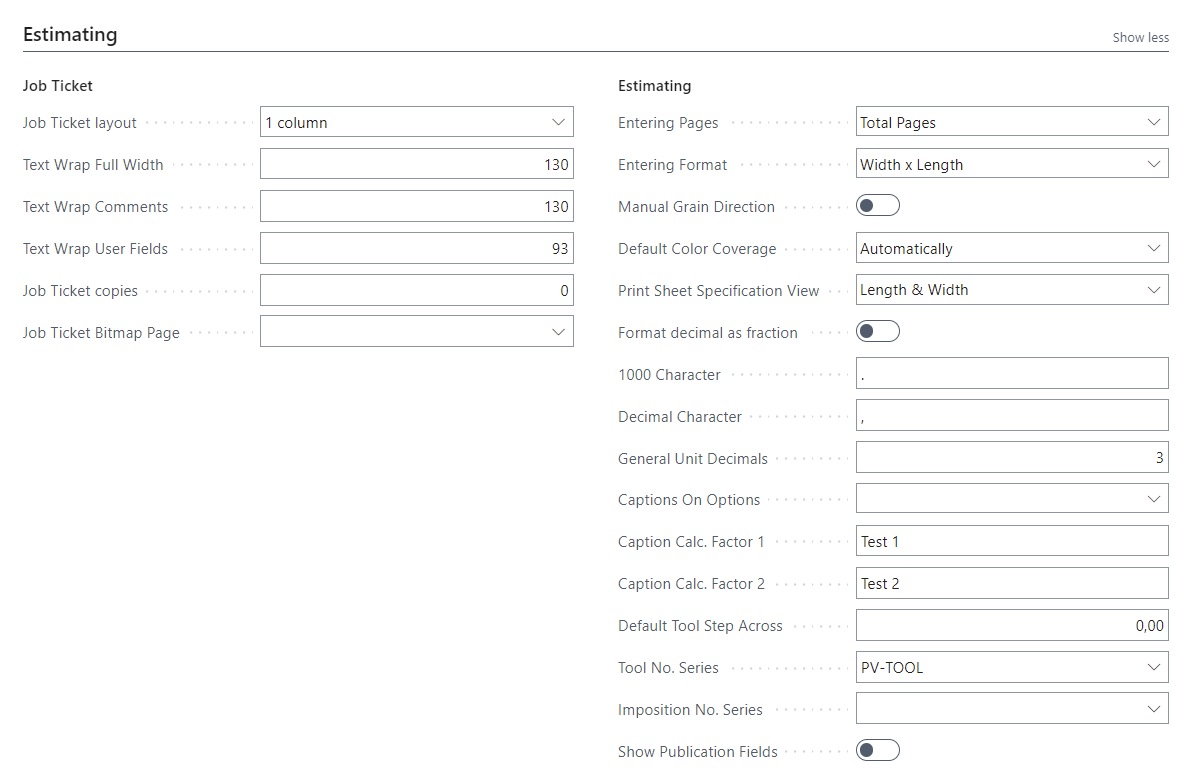 Estimating
Show less
Job Ticket
Job Ticket layout 1 column
Text Wrap Full Width 130
Text Wrap Comments 130
Text Wrap User Fields 93
Job Ticket copies 0
Job Ticket Bitmap Page
Estimating
Entering Pages Total Pages
Entering Format Width x Length
Manual Grain Direction
Default Color Coverage Automatically
Print Sheet Specification View Length & Width
Format decimal as fraction
1000 Character .
Decimal Character ,
General Unit Decimals 3
Captions On Options
Caption Calc. Factor 1 Test 1
Caption Calc. Factor 2 Test 2
Default Tool Step Across 0,00
Tool No. Series PV-TOOL
Imposition No. Series
Show Publication Fields